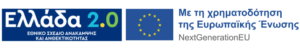 Ελλάδα 2.0
ΕΘΝΙΚΟ ΣΧΕΔΙΟ ΑΝΑΚΑΜΨΗΣ
ΚΑΙ ΑΝΘΕΚΤΙΚΟΤΗΤΑΣ
Με τη χρηματοδότηση
της Ευρωπαϊκής Ένωσης
NextGenerationEU